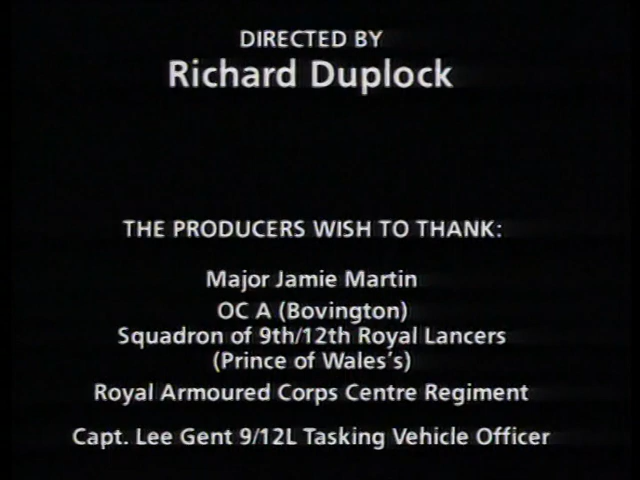 DIRECTED BY
Richard Duplock
THE PRODUCERS WISH TO THANK:
Major Jamie Martin
OC A (Bovington)
Squadron of 9th/12th Royal Lancers
(Prince of Wales's)
Royal Armoured Corps Centre Regiment
Capt. Lee Gent 9/12L Tasking Vehicle Officer